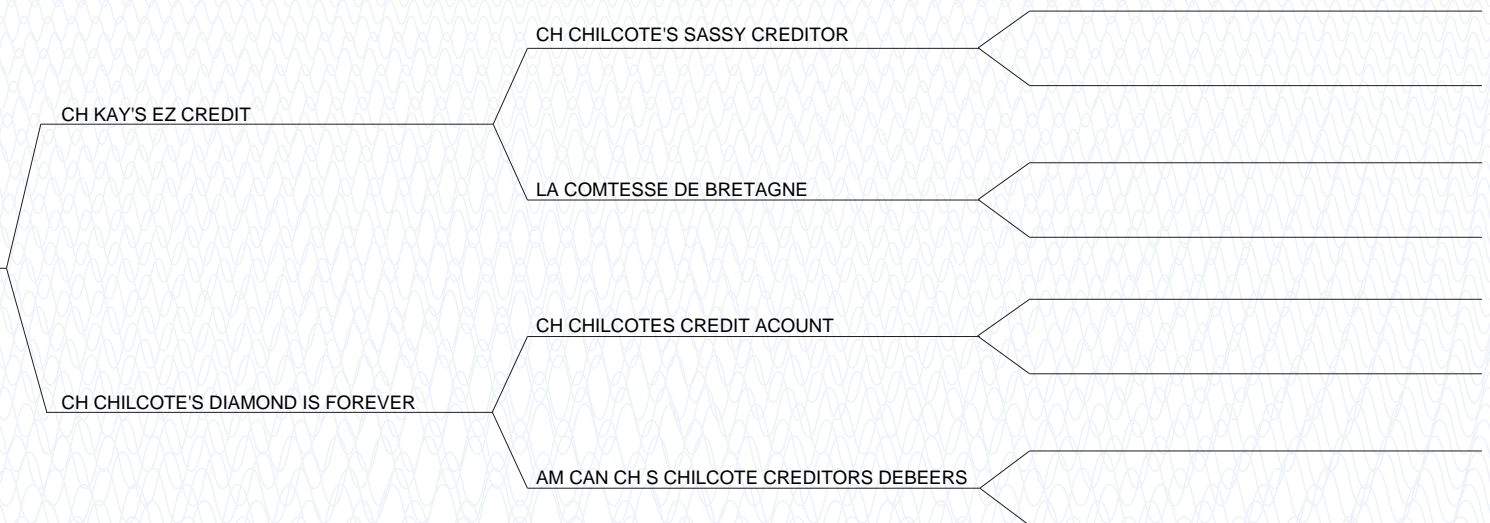 CH CHILCOTE'S SASSY CREDITOR
CH KAY'S EZ CREDIT
LA COMTESSE DE BRETAGNE
CH CHILCOTES CREDIT ACOUNT
CH CHILCOTE'S DIAMOND IS FOREVER
AM CAN CH S CHILCOTE CREDITORS DEBEERS